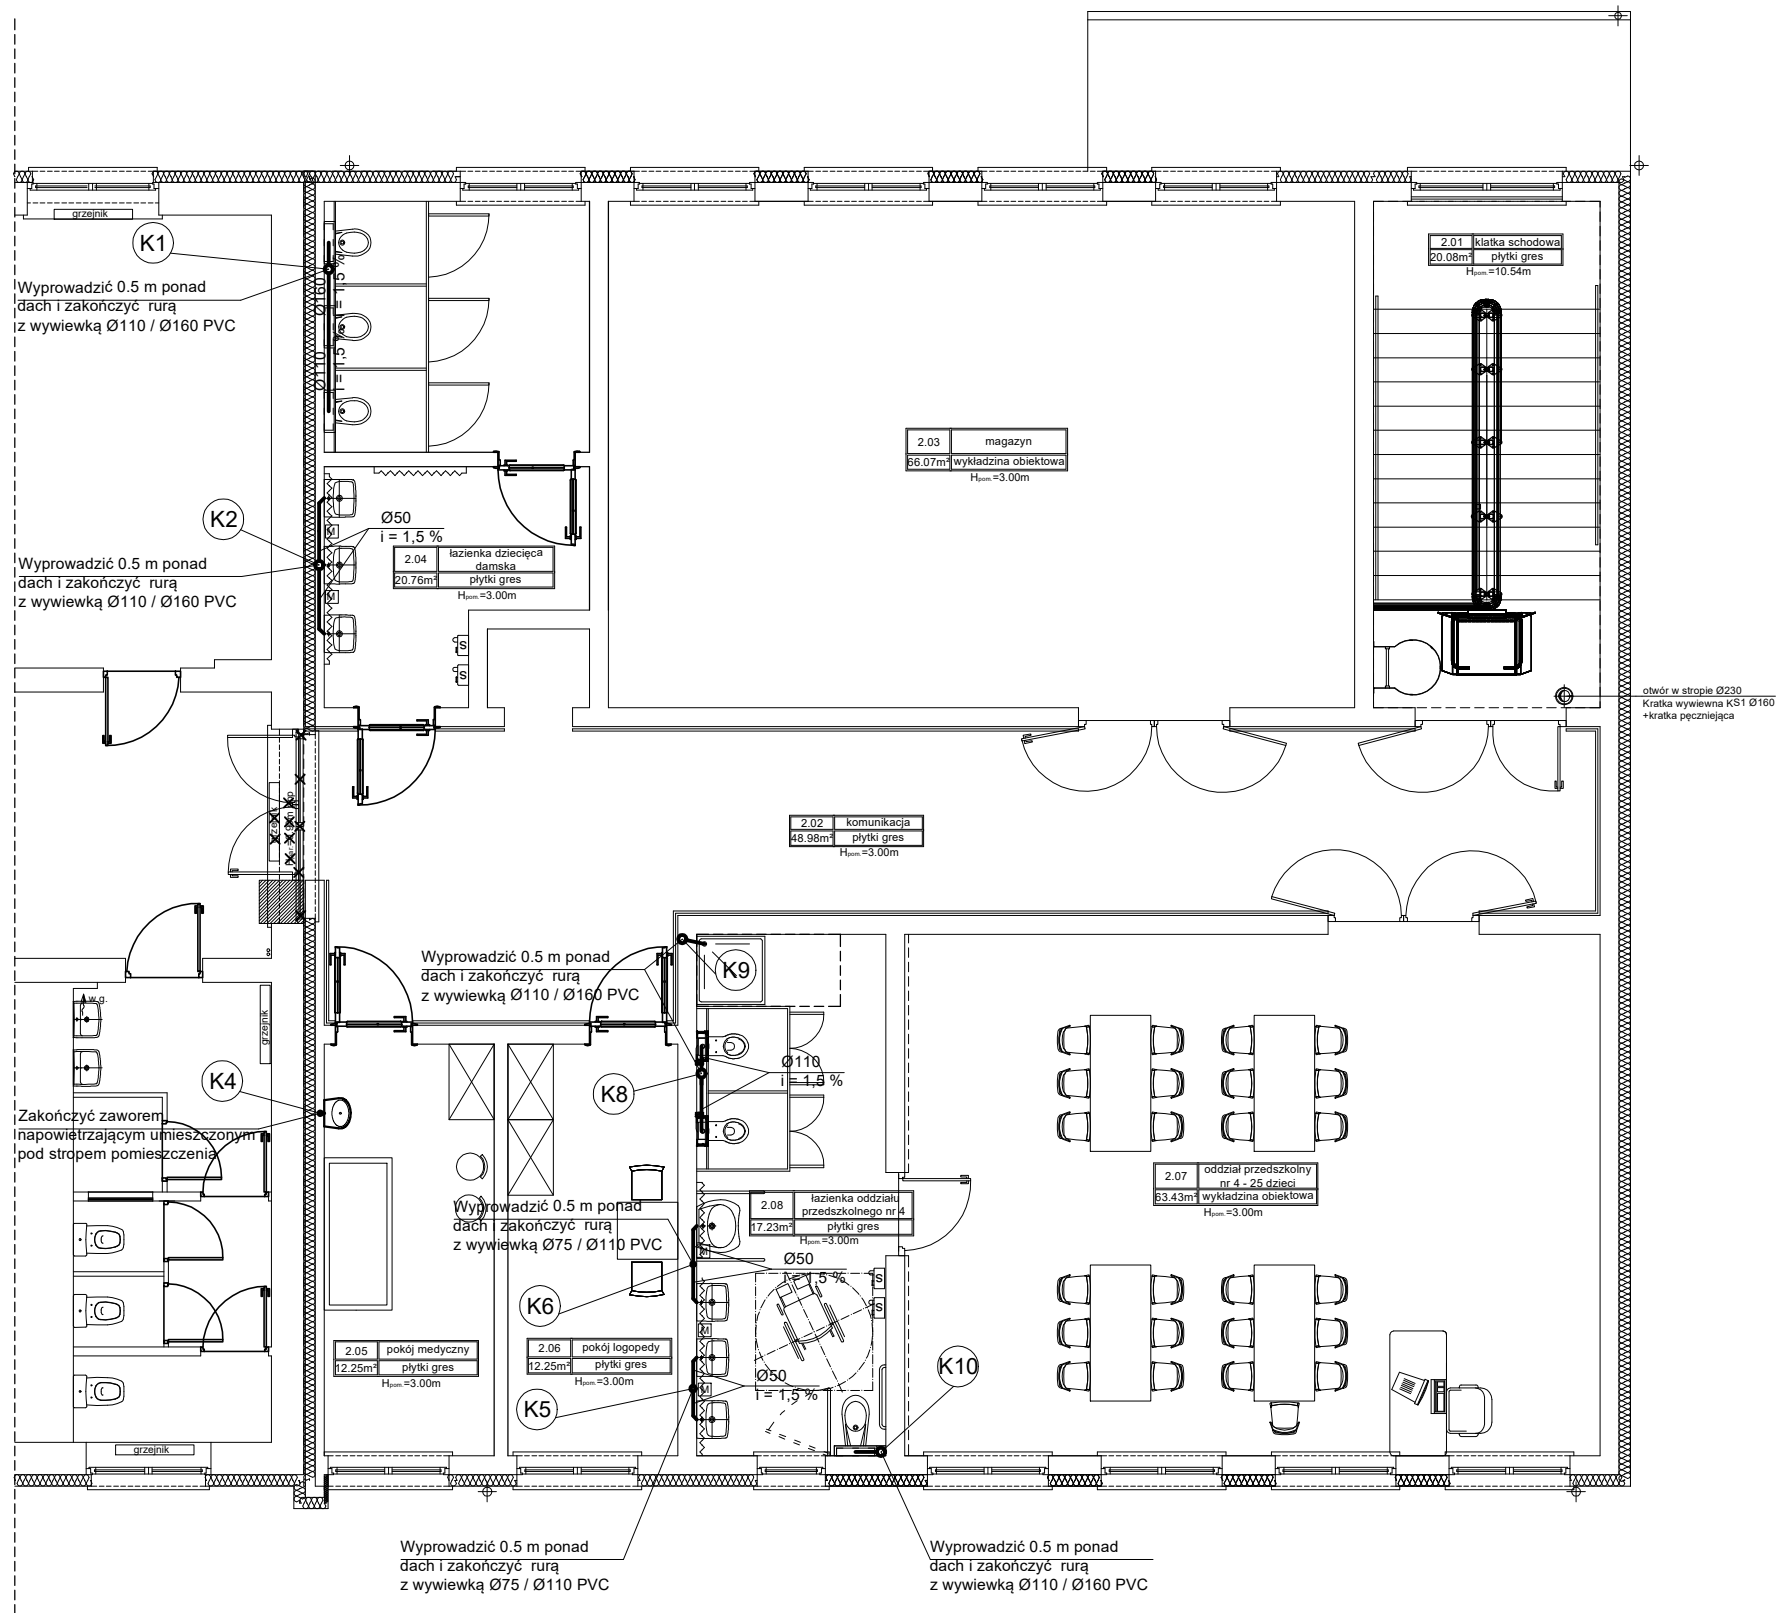 grzejnik
K1
Wyprowadzić 0.5 m ponad
dach i zakończyć rurą
z wywiewką Ø110 / Ø160 PVC
Ø160
i = 1,5 %
Ø110
i = 1,5 %
2.01 klatka schodowa
20.08m² płytki gres
Hpom.=10.54m
2.03 magazyn
66.07m² wykładzina obiektowa
Hpom.=3.00m
K2
Wyprowadzić 0.5 m ponad
dach i zakończyć rurą
z wywiewką Ø110 / Ø160 PVC
Ø50
i = 1,5 %
M
M
2.04 łazienka dziecięca
damska
20.76m² płytki gres
Hpom.=3.00m
S
S
otwór w stropie Ø230
Kratka wywiewna KS1 Ø160
+kratka pęczniejąca
grzejnik
2.02 komunikacja
48.98m² płytki gres
Hpom.=3.00m
Wyprowadzić 0.5 m ponad
dach i zakończyć rurą
z wywiewką Ø110 / Ø160 PVC
K9
w.g.
grzejnik
K4
Zakończyć zaworem
napowietrzającym umieszczonym
pod stropem pomieszczenia
K8
Ø110
i = 1,5 %
2.07 oddział przedszkolny
nr 4 - 25 dzieci
63.43m² wykładzina obiektowa
Hpom.=3.00m
Wyprowadzić 0.5 m ponad
dach i zakończyć rurą
z wywiewką Ø75 / Ø110 PVC
2.08 łazienka oddziału
przedszkolnego nr 4
17.23m² płytki gres
Hpom.=3.00m
M
Ø50
i = 1,5 %
S
S
K6
M
2.05 pokój medyczny
12.25m² płytki gres
Hpom.=3.00m
2.06 pokój logopedy
12.25m² płytki gres
Hpom.=3.00m
K10
Ø50
i = 1,5 %
M
K5
grzejnik
Wyprowadzić 0.5 m ponad
dach i zakończyć rurą
z wywiewką Ø75 / Ø110 PVC
Wyprowadzić 0.5 m ponad
dach i zakończyć rurą
z wywiewką Ø110 / Ø160 PVC